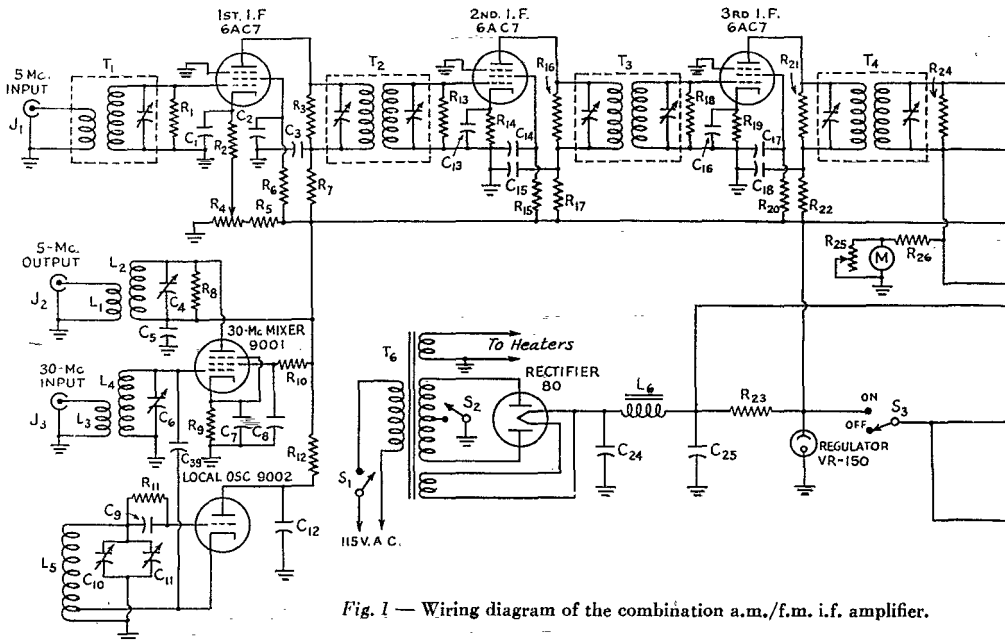 1ST. I.F.
6AC7
2ND. I.F.
6AC7
3RD I.F.
6AC7
5 Mc.
INPUT
J1
T1
R1
C1
R2
C2
C3
R3
T2
R13
C13
R14
C14
C15
R16
T3
R18
C16
R19
C17
C18
R21
T4
R24
R4
R5
R6
R7
R15
R17
R20
R22
5-Mc.
OUTPUT
J2
L1
L2
C4
R8
C5
R25
M
R26
30-Mc MIXER
9001
30-Mc
INPUT
J3
L3
L4
C6
R9
C7
C8
R10
C39
R12
LOCAL OSC 9002
R11
C9
L5
C10
C11
C12
T6
To Heaters
RECTIFIER
80
S2
S1
115V. A C.
L6
C24
C25
R23
ON
OFF
S3
REGULATOR
VR-150
Fig. 1 — Wiring diagram of the combination a.m./f.m. i.f. amplifier.